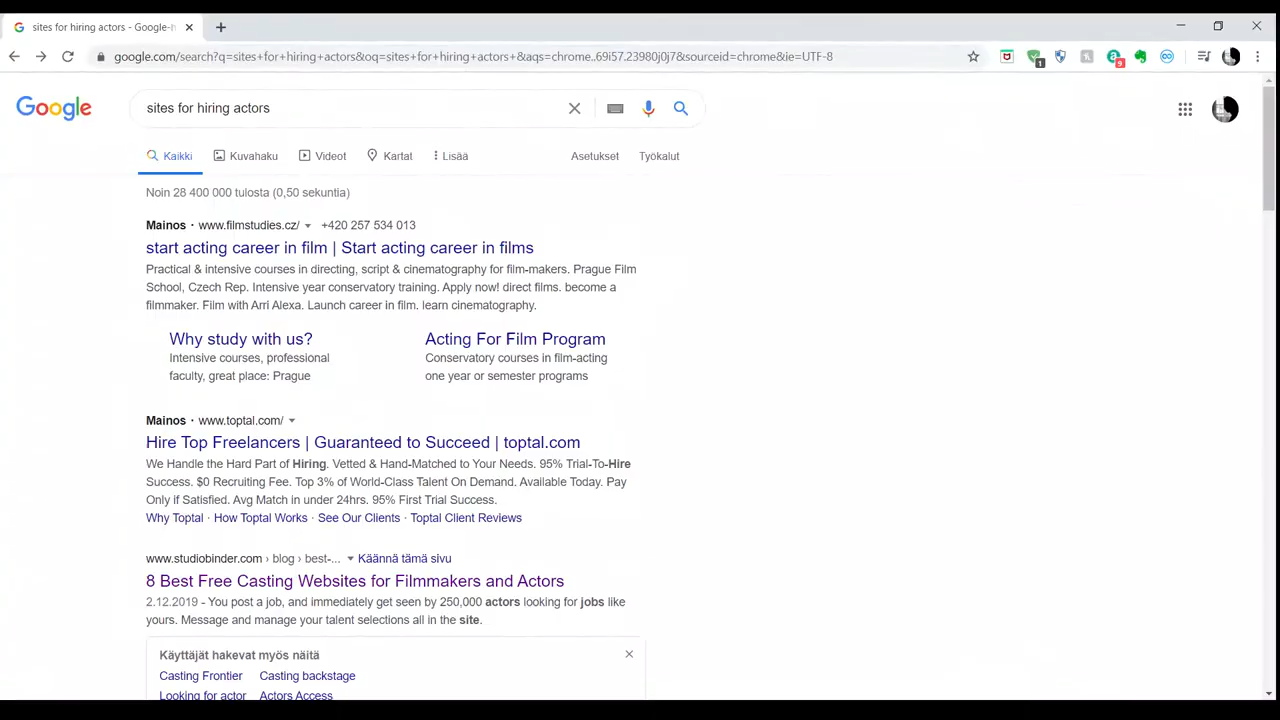 sites for hiring actors - Google-h
google.com/search?q=sites+for+hiring+actors&oq=sites+for+hiring+actors+&aqs=chrome..69i57.23980j0j7&sourceid=chrome&ie=UTF-8
1
9
Google
sites for hiring actors
Kaikki Kuvahaku Videot Kartat Lisää Asetukset Työkalut
Noin 28 400 000 tulosta (0,50 sekuntia)
Mainos · www.filmstudies.cz/ +420 257 534 013
start acting career in film | Start acting career in films
Practical & intensive courses in directing, script & cinematography for film-makers. Prague Film
School, Czech Rep. Intensive year conservatory training. Apply now! direct films. become a
filmmaker. Film with Arri Alexa. Launch career in film. learn cinematography.
Why study with us? Acting For Film Program
Intensive courses, professional Conservatory courses in film-acting
faculty, great place: Prague one year or semester programs
Mainos · www.toptal.com/
Hire Top Freelancers | Guaranteed to Succeed | toptal.com
We Handle the Hard Part of Hiring. Vetted & Hand-Matched to Your Needs. 95% Trial-To-Hire
Success. $0 Recruiting Fee. Top 3% of World-Class Talent On Demand. Available Today. Pay
Only if Satisfied. Avg Match in under 24hrs. 95% First Trial Success.
Why Toptal · How Toptal Works · See Our Clients · Toptal Client Reviews
www.studiobinder.com › blog › best-... Käännä tämä sivu
8 Best Free Casting Websites for Filmmakers and Actors
2.12.2019 - You post a job, and immediately get seen by 250,000 actors looking for jobs like
yours. Message and manage your talent selections all in the site.
Käyttäjät hakevat myös näitä
Casting Frontier Casting backstage
Looking for actor Actors Access